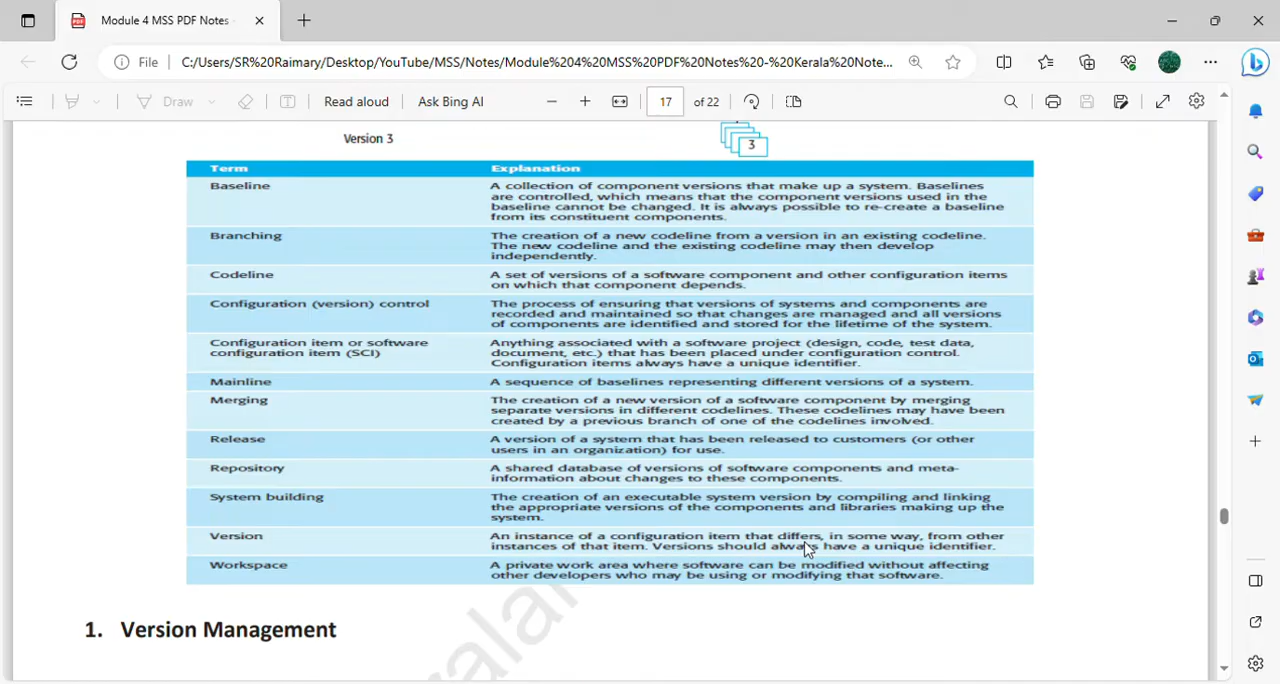 Module 4 MSS PDF Notes
File
C:/Users/SR%20Raimary/Desktop/YouTube/MSS/Notes/Module%204%20MSS%20PDF%20Notes%20-%20Kerala%20Note...
Draw
Read aloud
Ask Bing AI
17
of 22
Version 3
3
Term Explanation
Baseline A collection of component versions that make up a system. Baselines
are controlled, which means that the component versions used in the
baseline cannot be changed. It is always possible to re-create a baseline
from its constituent components.
Branching The creation of a new codeline from a version in an existing codeline.
The new codeline and the existing codeline may then develop
independently.
Codeline A set of versions of a software component and other configuration items
on which that component depends.
Configuration (version) control The process of ensuring that versions of systems and components are
recorded and maintained so that changes are managed and all versions
of components are identified and stored for the lifetime of the system.
Configuration item or software Anything associated with a software project (design, code, test data,
configuration item (SCI) document, etc.) that has been placed under configuration control.
Configuration items always have a unique identifier.
Mainline A sequence of baselines representing different versions of a system.
Merging The creation of a new version of a software component by merging
separate versions in different codelines. These codelines may have been
created by a previous branch of one of the codelines involved.
Release A version of a system that has been released to customers (or other
users in an organization) for use.
Repository A shared database of versions of software components and meta-
information about changes to these components.
System building The creation of an executable system version by compiling and linking
the appropriate versions of the components and libraries making up the
system.
Version An instance of a configuration item that differs, in some way, from other
instances of that item. Versions should always have a unique identifier.
Workspace A private work area where software can be modified without affecting
other developers who may be using or modifying that software.
1. Version Management